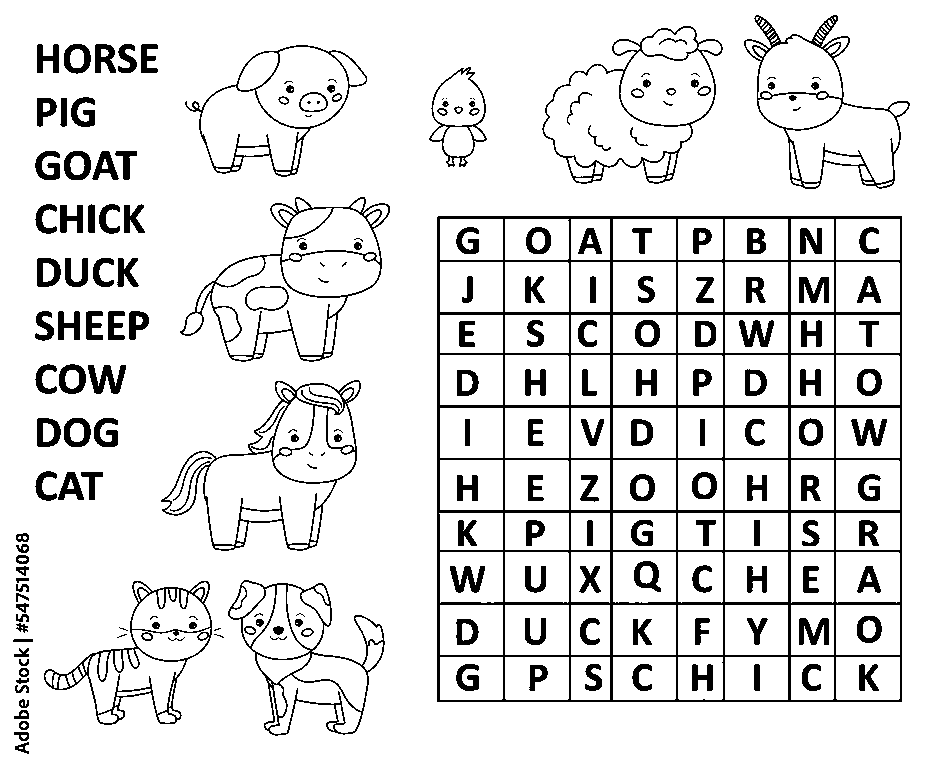 HORSE
PIG
GOAT
CHICK
DUCK
SHEEP
COW
DOG
CAT
G O A T P B N C
J K I S Z R M A
E S C O D W H T
D H L H P D H O
I E V D I C O W
H E Z O O H R G
K P I G T I S R
W U X Q C H E A
D U C K F Y M O
G P S C H I C K
Adobe Stock | #547514068